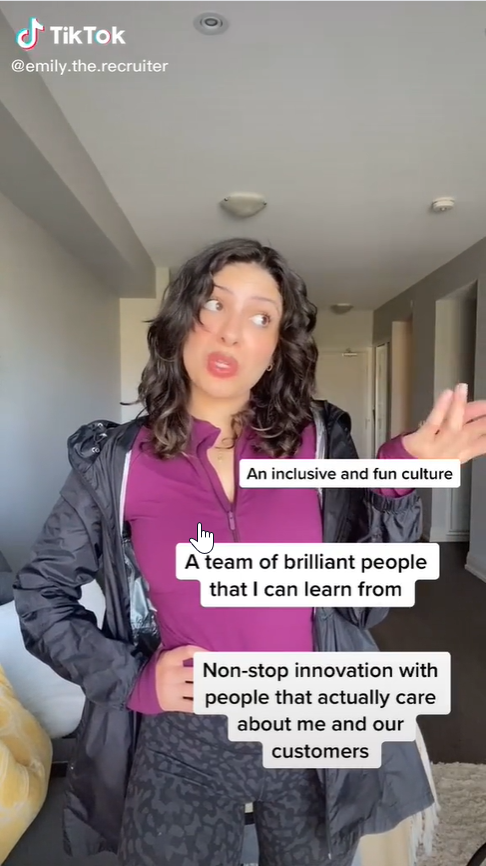 TikTok
@emily.the.recruiter
An inclusive and fun culture
A team of brilliant people
that I can learn from
Non-stop innovation with
people that actually care
about me and our
customers